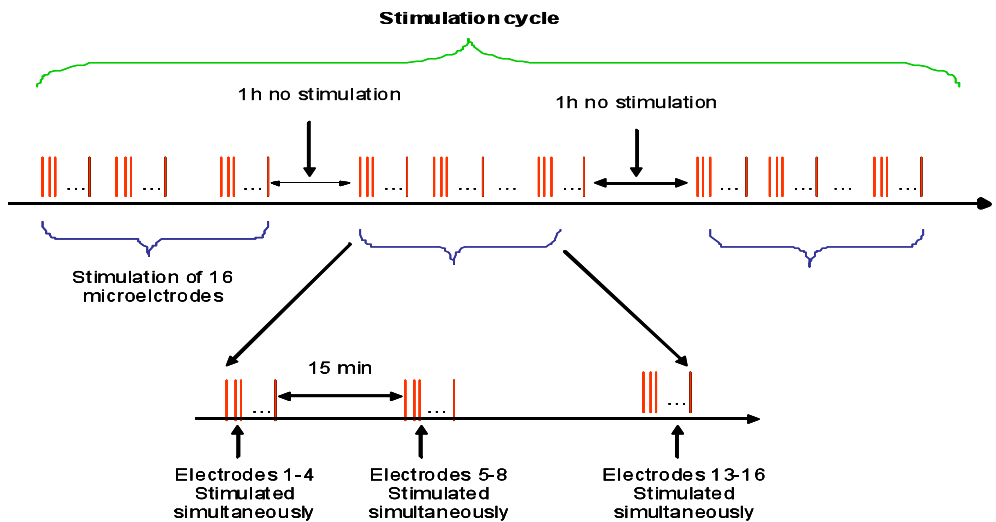 Stimulation cycle
1h no stimulation
1h no stimulation
... ... ... ... ... ... ... ... ... ... ...
Stimulation of 16
microelctrodes
15 min
... ... ...
Electrodes 1-4
Stimulated
simultaneously
Electrodes 5-8
Stimulated
simultaneously
Electrodes 13-16
Stimulated
simultaneously